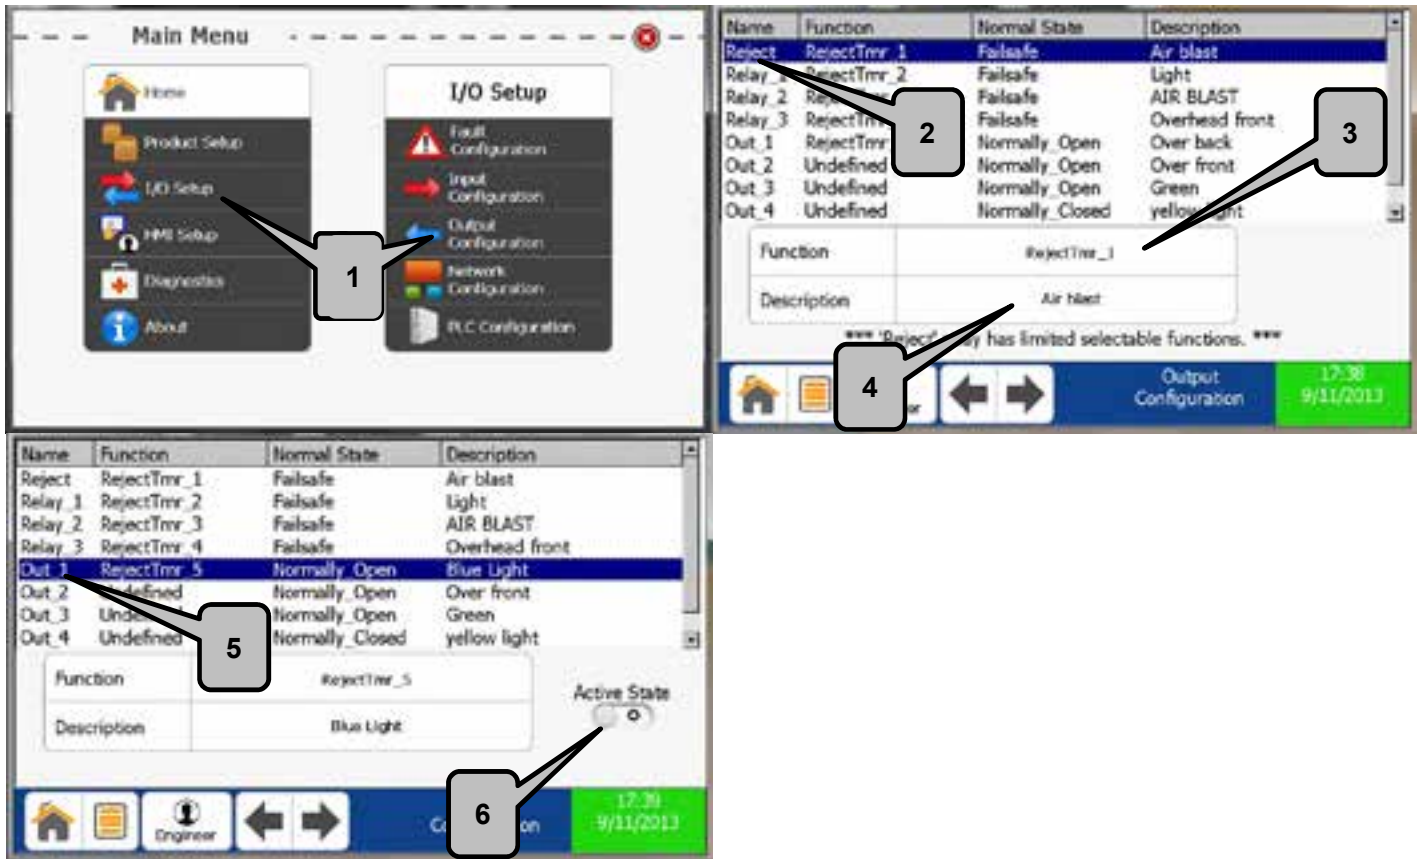 Main Menu
Home
Product Setup
I/O Setup
HMI Setup
Diagnostics
About
I/O Setup
Fault
Configuration
Input
Configuration
Output
Configuration
Network
Configuration
PLC Configuration
1
Name Function Normal State Description
Reject RejectTmr_1 Failsafe Air blast
Relay_1 RejectTmr_2 Failsafe Light
Relay_2 Failsafe AIR BLAST
Relay_3 Failsafe Overhead front
Out_1 RejectTmr Normally_Open Over back
Out_2 Undefined Normally_Open Over front
Out_3 Undefined Normally_Open Green
Out_4 Undefined Normally_Closed yellow
2
3
Function RejectTmr_1
Description Air blast
*** 'Reject' has limited selectable functions. ***
4
Output
Configuration
17:38
9/11/2013
Name Function Normal State Description
Reject RejectTmr_1 Failsafe Air blast
Relay_1 RejectTmr_2 Failsafe Light
Relay_2 RejectTmr_3 Failsafe AIR BLAST
Relay_3 RejectTmr_4 Failsafe Overhead front
Out_1 RejectTmr_5 Normally_Open Blue Light
Out_2 Undefined Normally_Open Over front
Out_3 Normally_Open Green
Out_4 Undefined Normally_Closed yellow light
5
Function RejectTmr_5
Description Blue Light
Active State
6
Engineer
17:39
9/11/2013